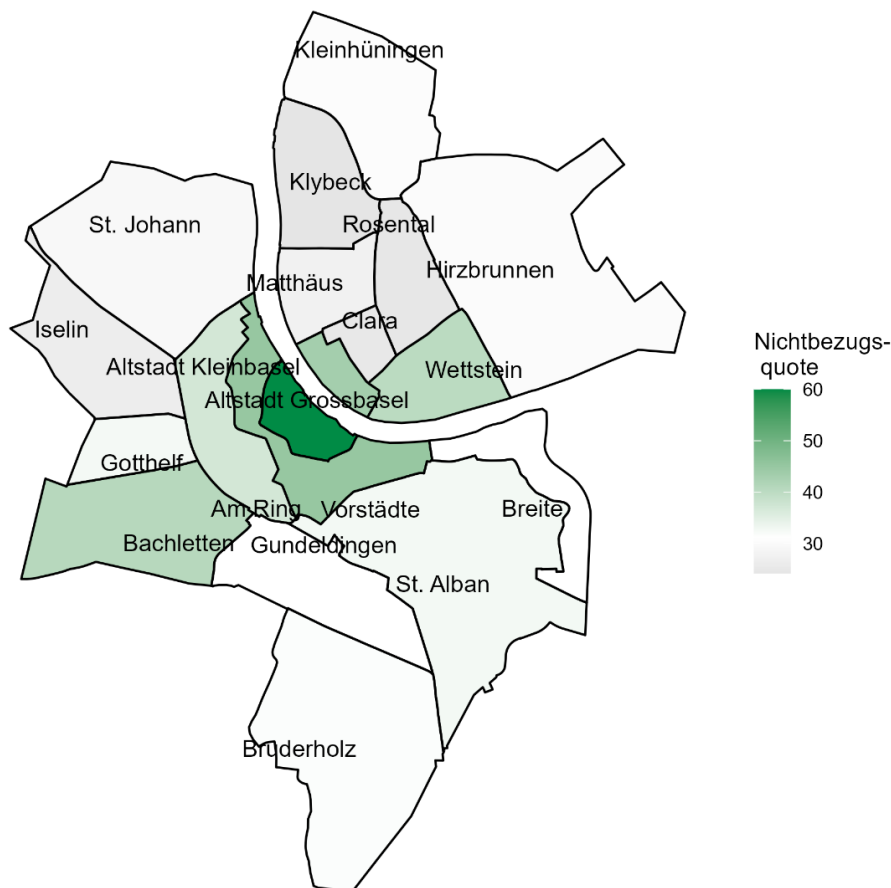 Kleinhüningen
Klybeck
St. Johann
Rosental
Hirzbrunnen
Matthäus
Clara
Iselin
Altstadt Kleinbasel
Wettstein
Altstadt Grossbasel
Gotthelf
Am Ring
Vorstädte
Breite
Bachletten
Gundeldingen
St. Alban
Bruderholz
Nichtbezugs-
quote
60
50
40
30